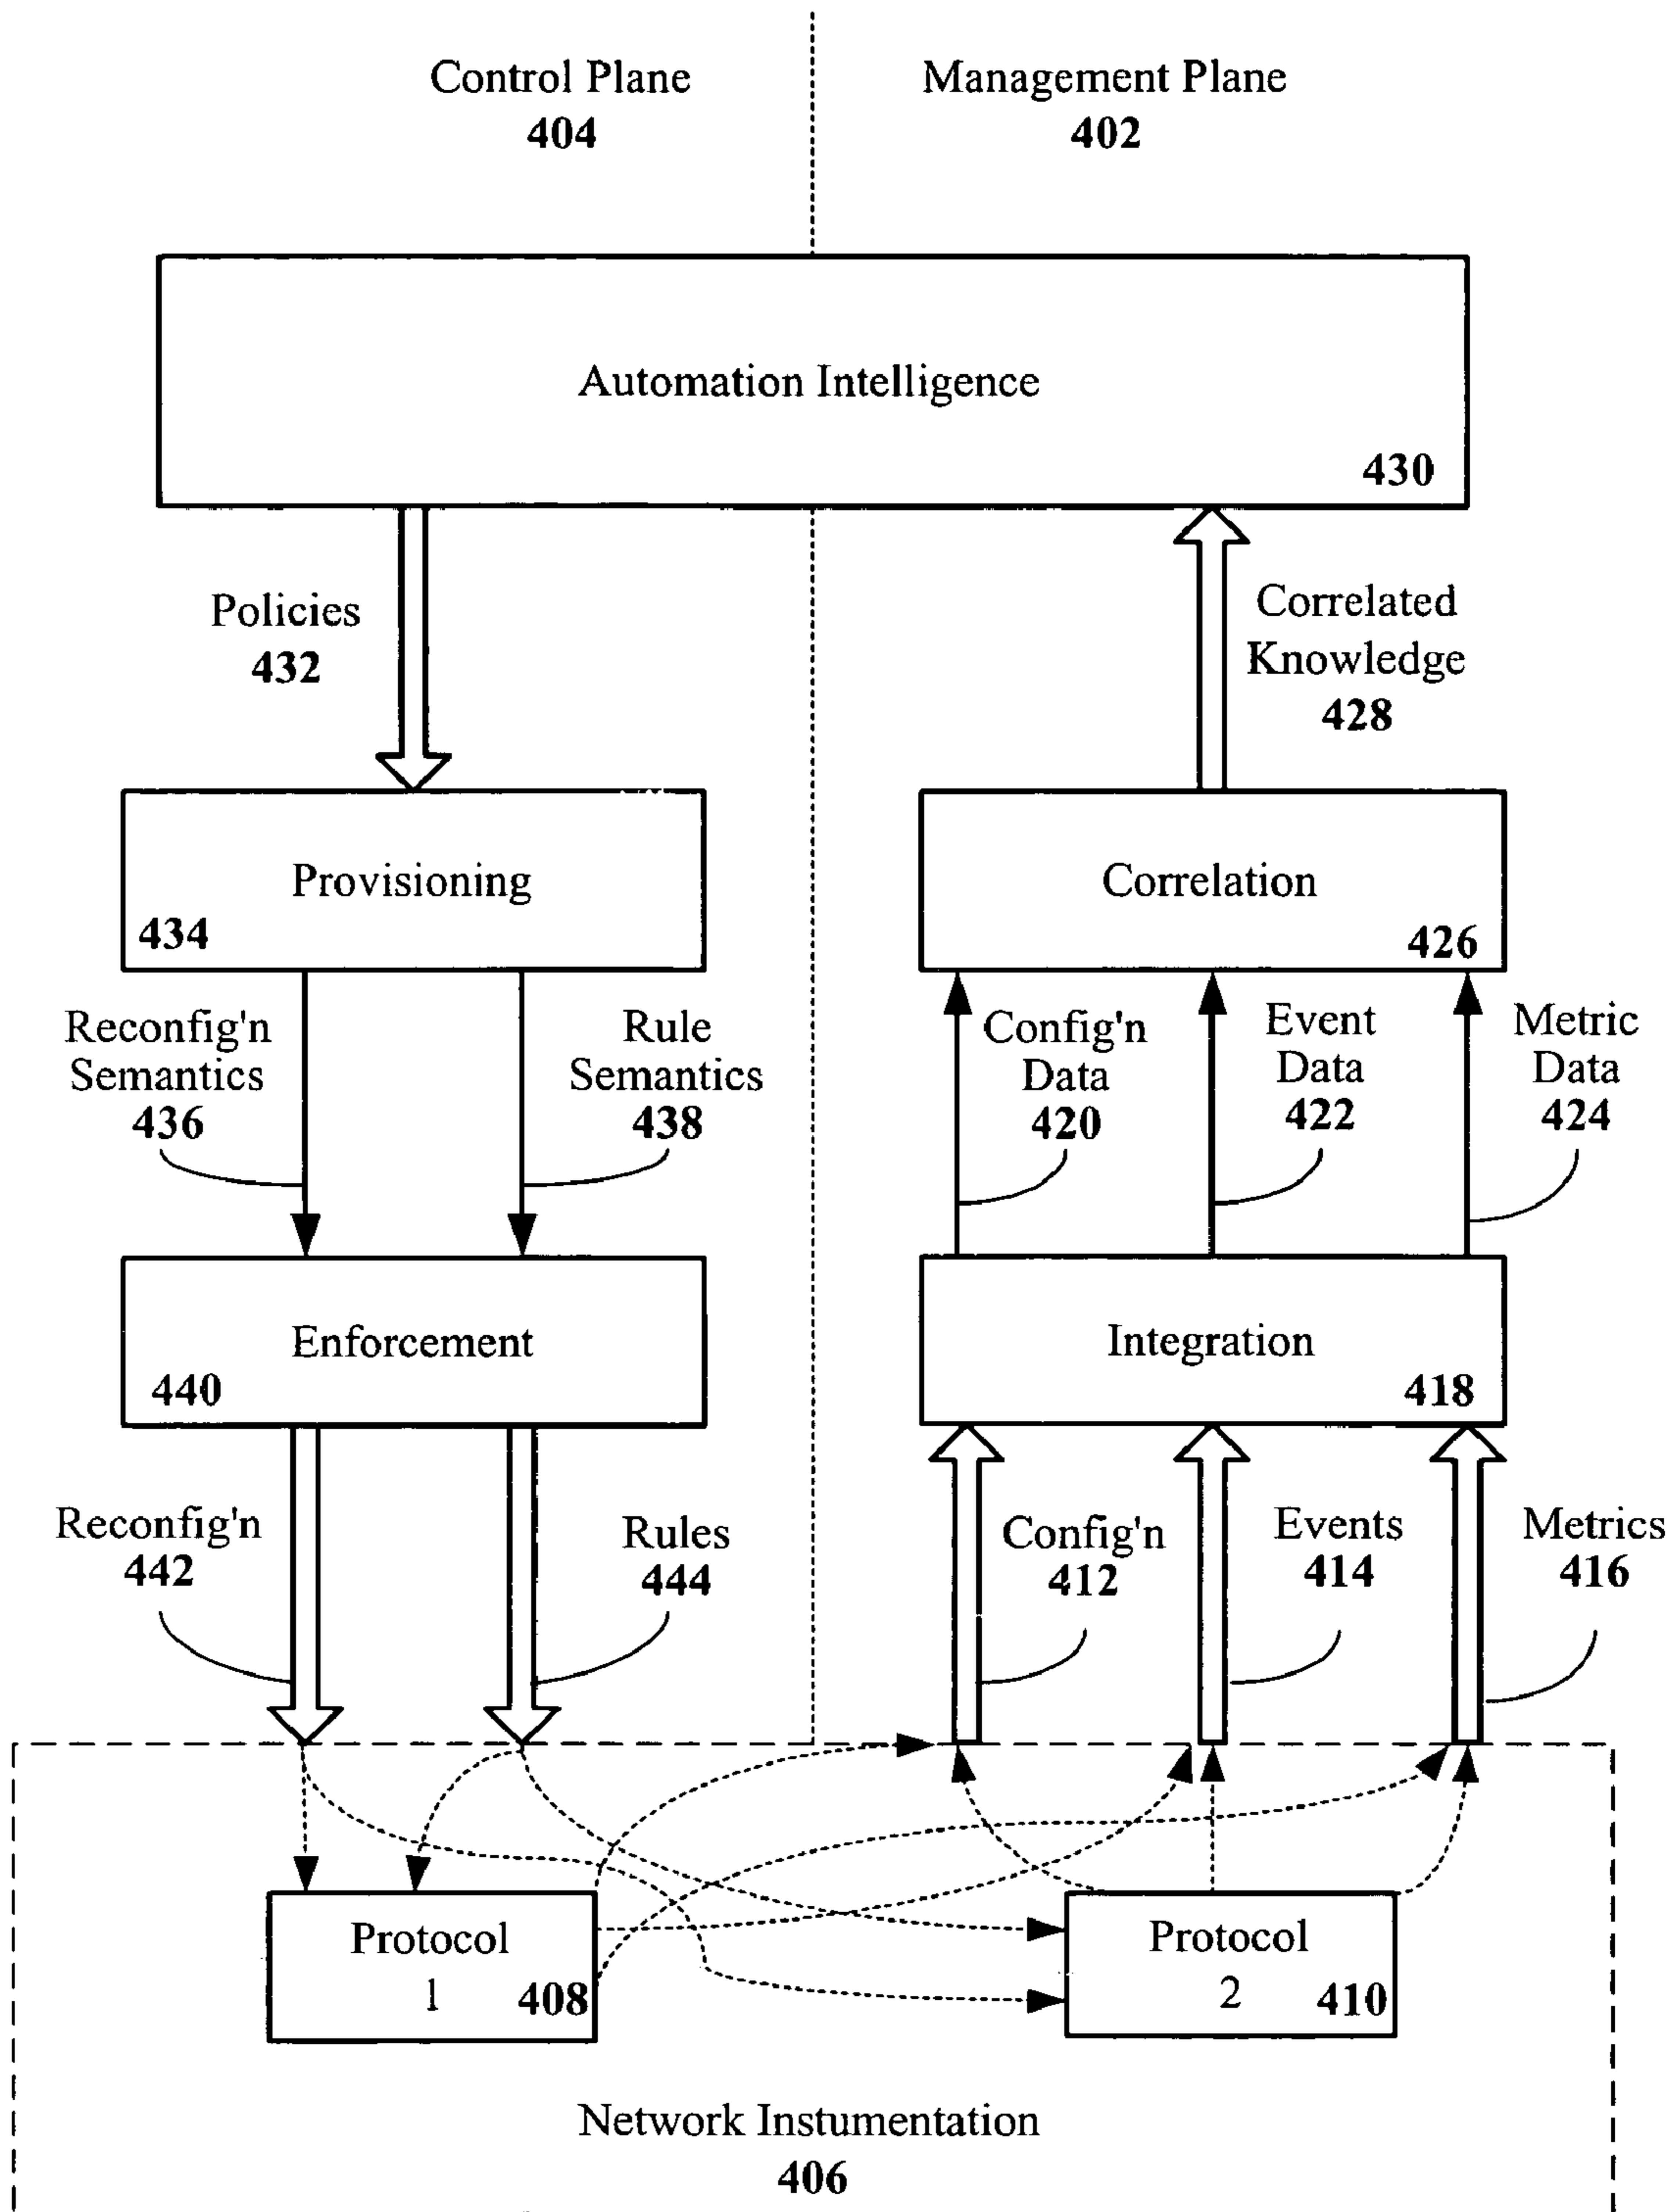 Control Plane
404
Management Plane
402
Automation Intelligence
430
Policies
432
Correlated
Knowledge
428
Provisioning
434
Correlation
426
Reconfig'n
Semantics
436
Rule
Semantics
438
Config'n
Data
420
Event
Data
422
Metric
Data
424
Enforcement
440
Integration
418
Reconfig'n
442
Rules
444
Config'n
412
Events
414
Metrics
416
Protocol
1
408
Protocol
2
410
Network Instumentation
406